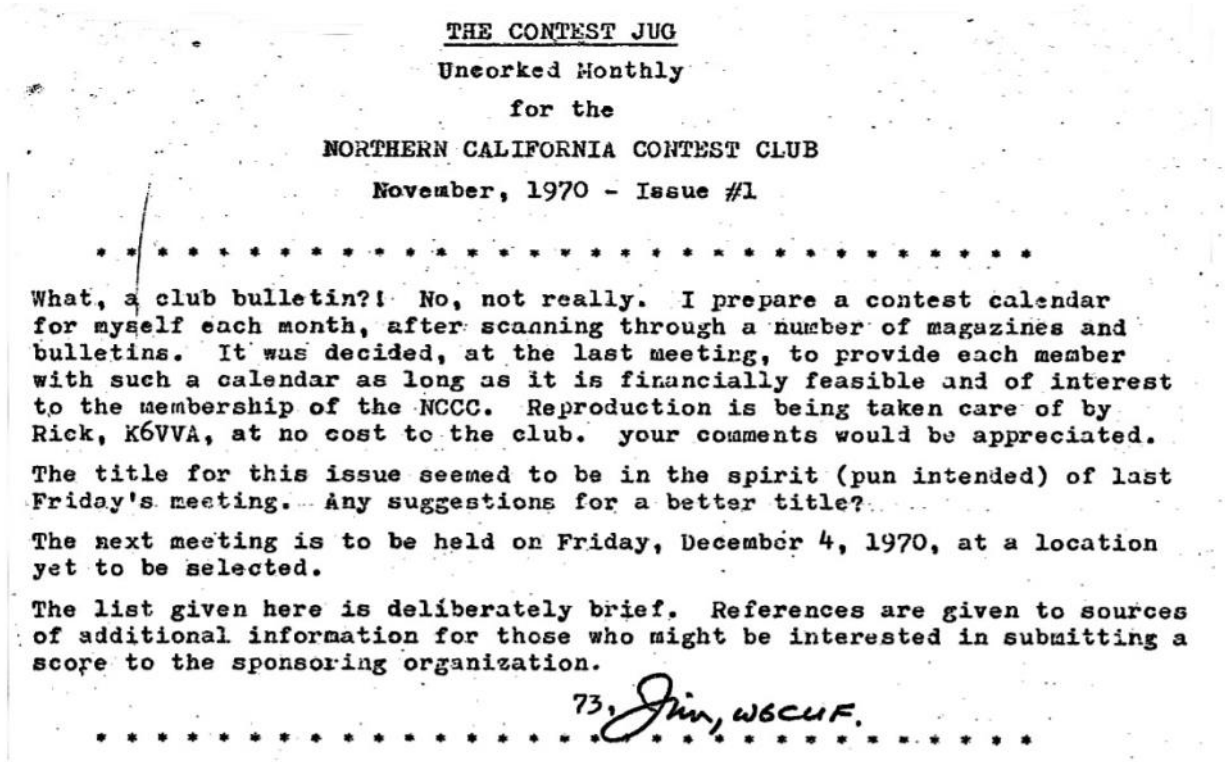 THE CONTEST JUG
Uncorked Monthly
for the
NORTHERN CALIFORNIA CONTEST CLUB
November, 1970 - Issue #1
* * * * * * * * * * * * * * * * * * * * * * * * * * * * * * *
What, a club bulletin?! No, not really. I prepare a contest calendar
for myself each month, after scanning through a number of magazines and
bulletins. It was decided, at the last meeting, to provide each member
with such a calendar as long as it is financially feasible and of interest
to the membership of the NCCC. Reproduction is being taken care of by
Rick, K6VVA, at no cost to the club. your comments would be appreciated.
The title for this issue seemed to be in the spirit (pun intended) of last
Friday's meeting. Any suggestions for a better title?
The next meeting is to be held on Friday, December 4, 1970, at a location
yet to be selected.
The list given here is deliberately brief. References are given to sources
of additional information for those who might be interested in submitting a
score to the sponsoring organization.
73, Jim, W6CUF.
* * * * * * * * * * * * * * * * * * * * * * * * * * * * * * *